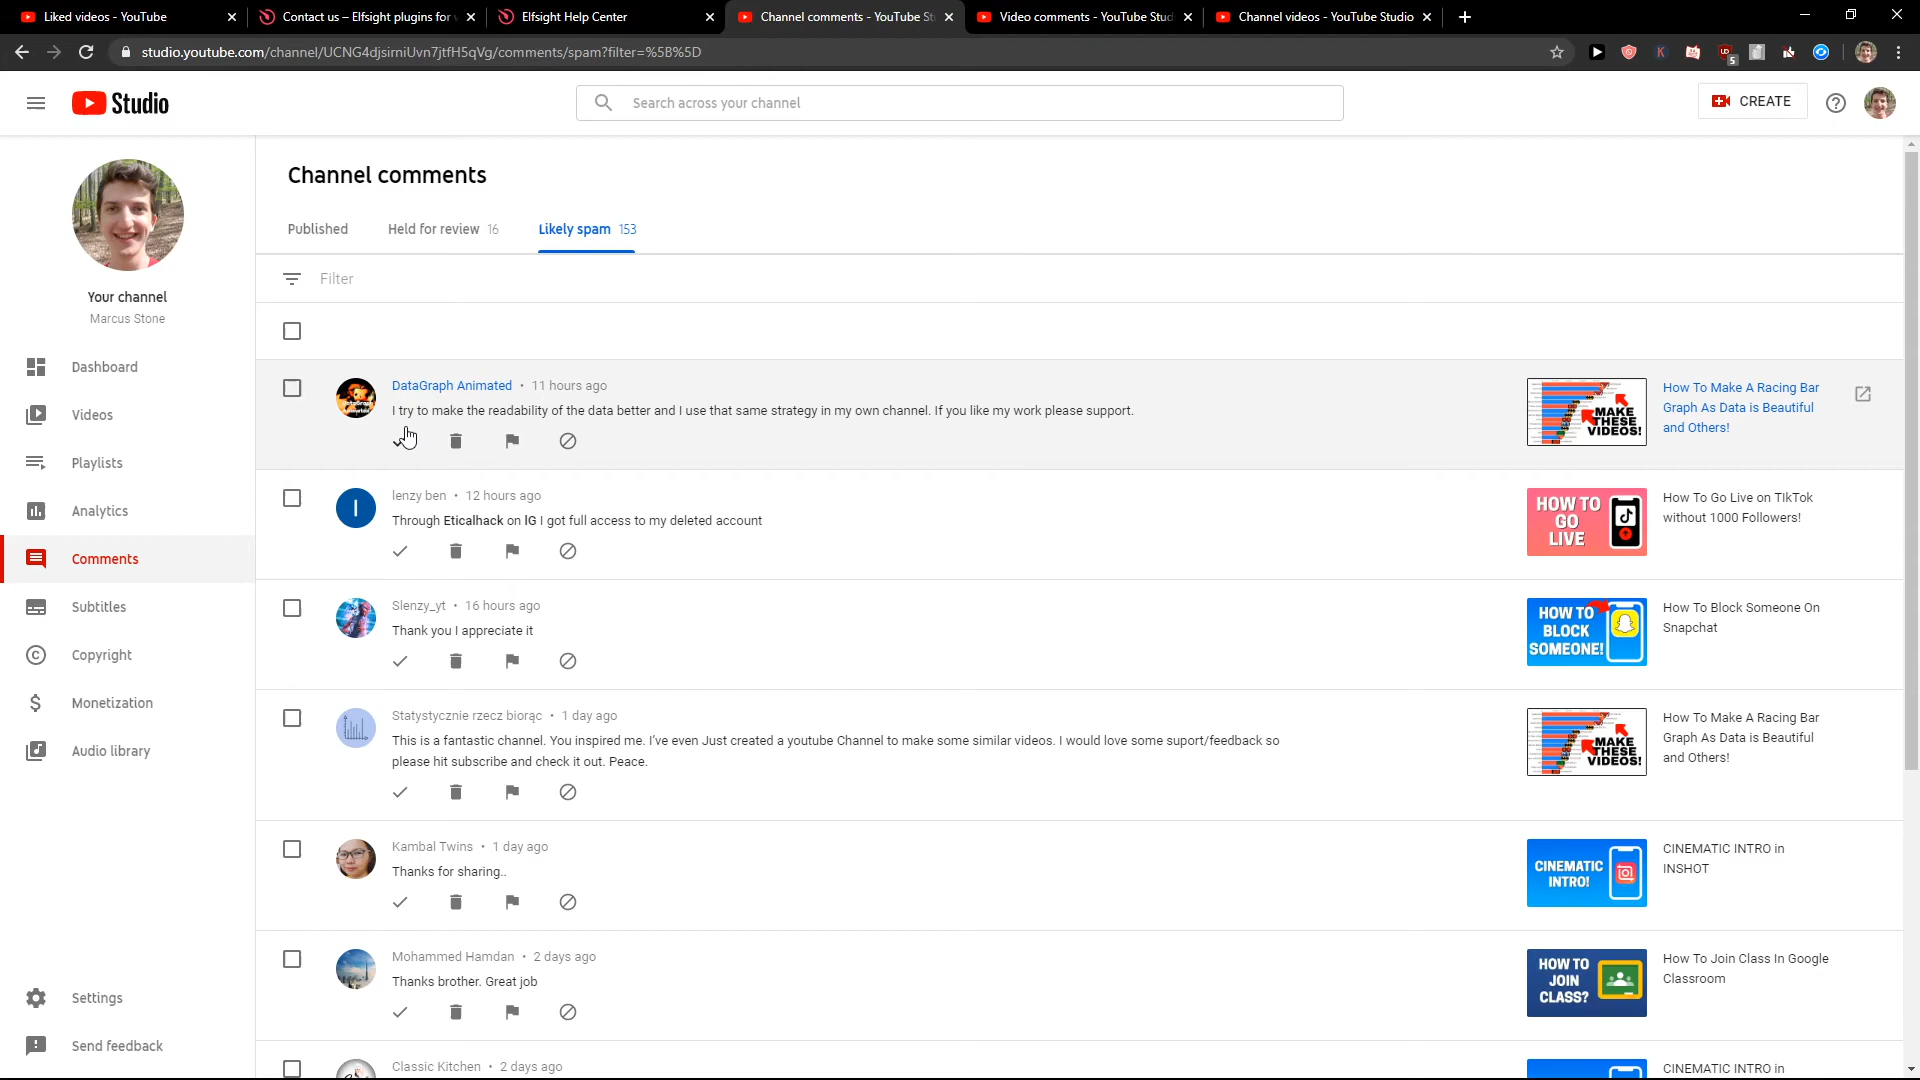 Liked videos - YouTube
Contact us – Elfsight plugins for
Elfsight Help Center
Channel comments - YouTube St
Video comments - YouTube Stud
Channel videos - YouTube Studio
studio.youtube.com/channel/UCNG4djsirniUvn7jtfH5qVg/comments/spam?filter=%5B%5D
5
Studio
Search across your channel
CREATE
Your channel
Marcus Stone
Dashboard
Videos
Playlists
Analytics
Comments
Subtitles
Copyright
Monetization
Audio library
Settings
Send feedback
Channel comments
Published
Held for review 16
Likely spam 153
Filter
DataGraph Animated • 11 hours ago
I try to make the readability of the data better and I use that same strategy in my own channel. If you like my work please support.
MAKE
THESE
VIDEOS!
How To Make A Racing Bar
Graph As Data is Beautiful
and Others!
I
lenzy ben • 12 hours ago
Through Eticalhack on IG I got full access to my deleted account
HOW TO
GO
LIVE
How To Go Live on TIkTok
without 1000 Followers!
Slenzy_yt • 16 hours ago
Thank you I appreciate it
HOW TO
BLOCK
SOMEONE!
How To Block Someone On
Snapchat
Statystycznie rzecz biorąc • 1 day ago
This is a fantastic channel. You inspired me. I've even Just created a youtube Channel to make some similar videos. I would love some suport/feedback so
please hit subscribe and check it out. Peace.
MAKE
THESE
VIDEOS!
How To Make A Racing Bar
Graph As Data is Beautiful
and Others!
Kambal Twins • 1 day ago
Thanks for sharing..
CINEMATIC
INTRO!
CINEMATIC INTRO in
INSHOT
Mohammed Hamdan • 2 days ago
Thanks brother. Great job
HOW TO
JOIN
CLASS?
How To Join Class In Google
Classroom
Classic Kitchen • 2 days ago
CINEMATIC INTRO in